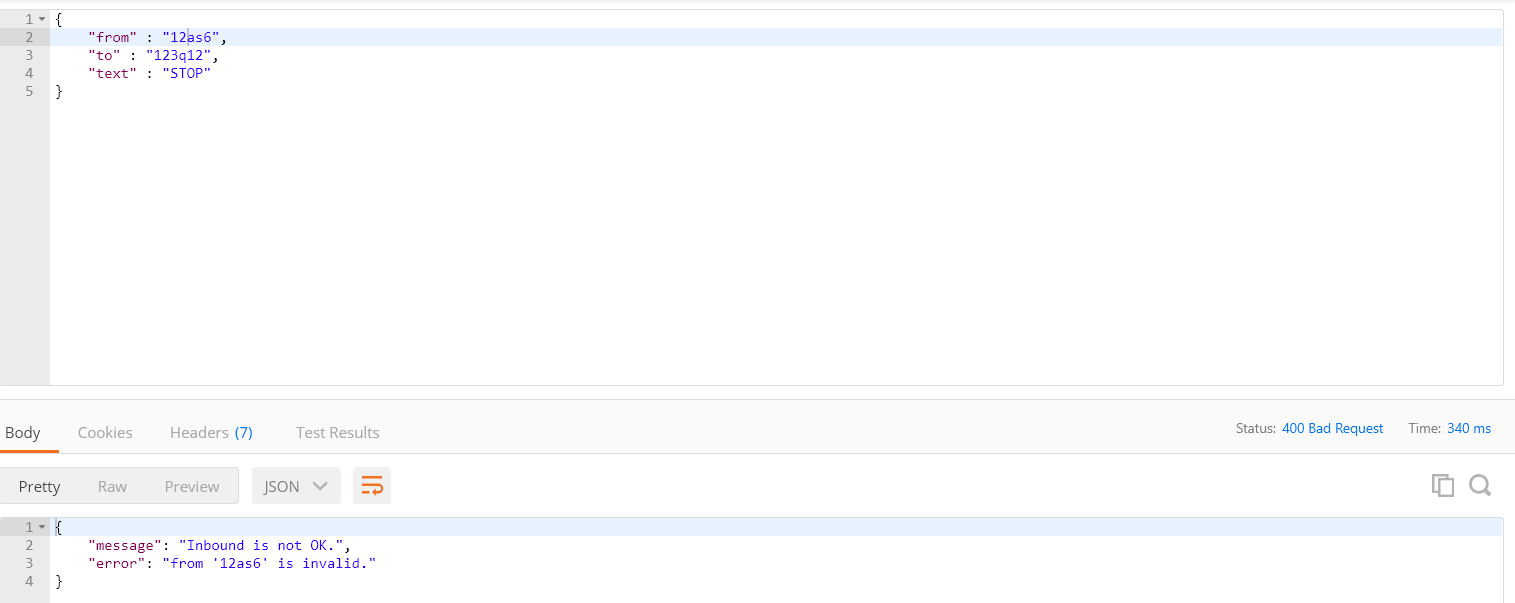 1 {
2 "from" : "12as6",
3 "to" : "123q12",
4 "text" : "STOP"
5 }
Body Cookies Headers (7) Test Results Status: 400 Bad Request Time: 340 ms
Pretty Raw Preview JSON
1 {
2 "message": "Inbound is not OK.",
3 "error": "from '12as6' is invalid."
4 }